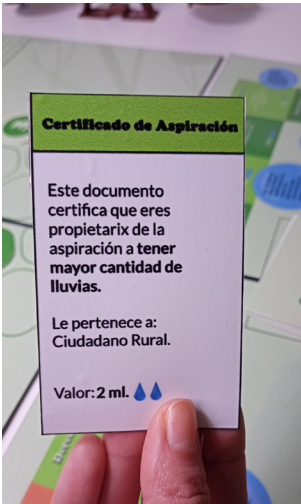 Certificado de Aspiración
Este documento
certifica que eres
propietarix de la
aspiración a tener
mayor cantidad de
lluvias.
Le pertenece a:
Ciudadano Rural.
Valor: 2 ml.